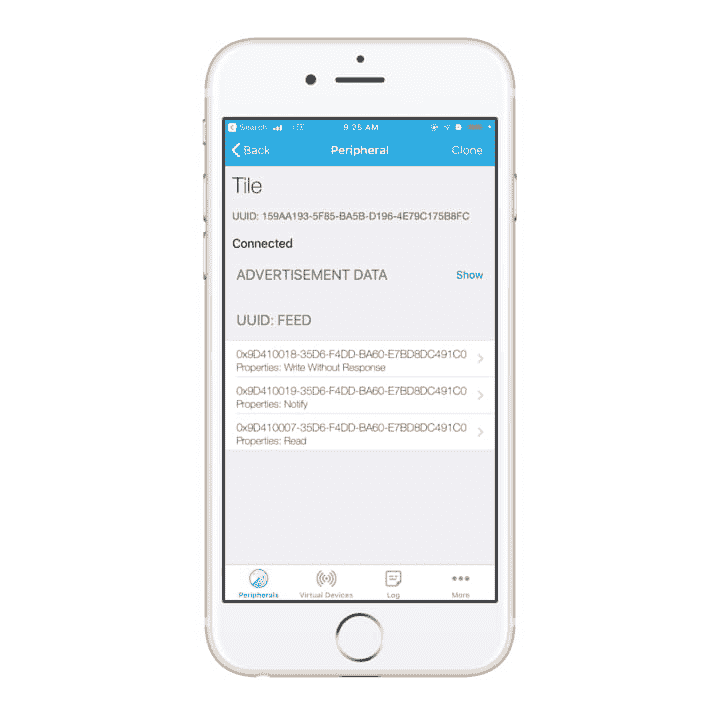 Search
9:35 AM
Back Peripheral Clone
Tile
UUID: 159AA193-5F85-BA5B-D196-4E79C175B8FC
Connected
ADVERTISEMENT DATA Show
UUID: FEED
0x9D410018-35D6-F4DD-BA60-E7BD8DC491C0
Properties: Write Without Response
0x9D410019-35D6-F4DD-BA60-E7BD8DC491C0
Properties: Notify
0x9D410007-35D6-F4DD-BA60-E7BD8DC491C0
Properties: Read
Peripherals Virtual Devices Log More